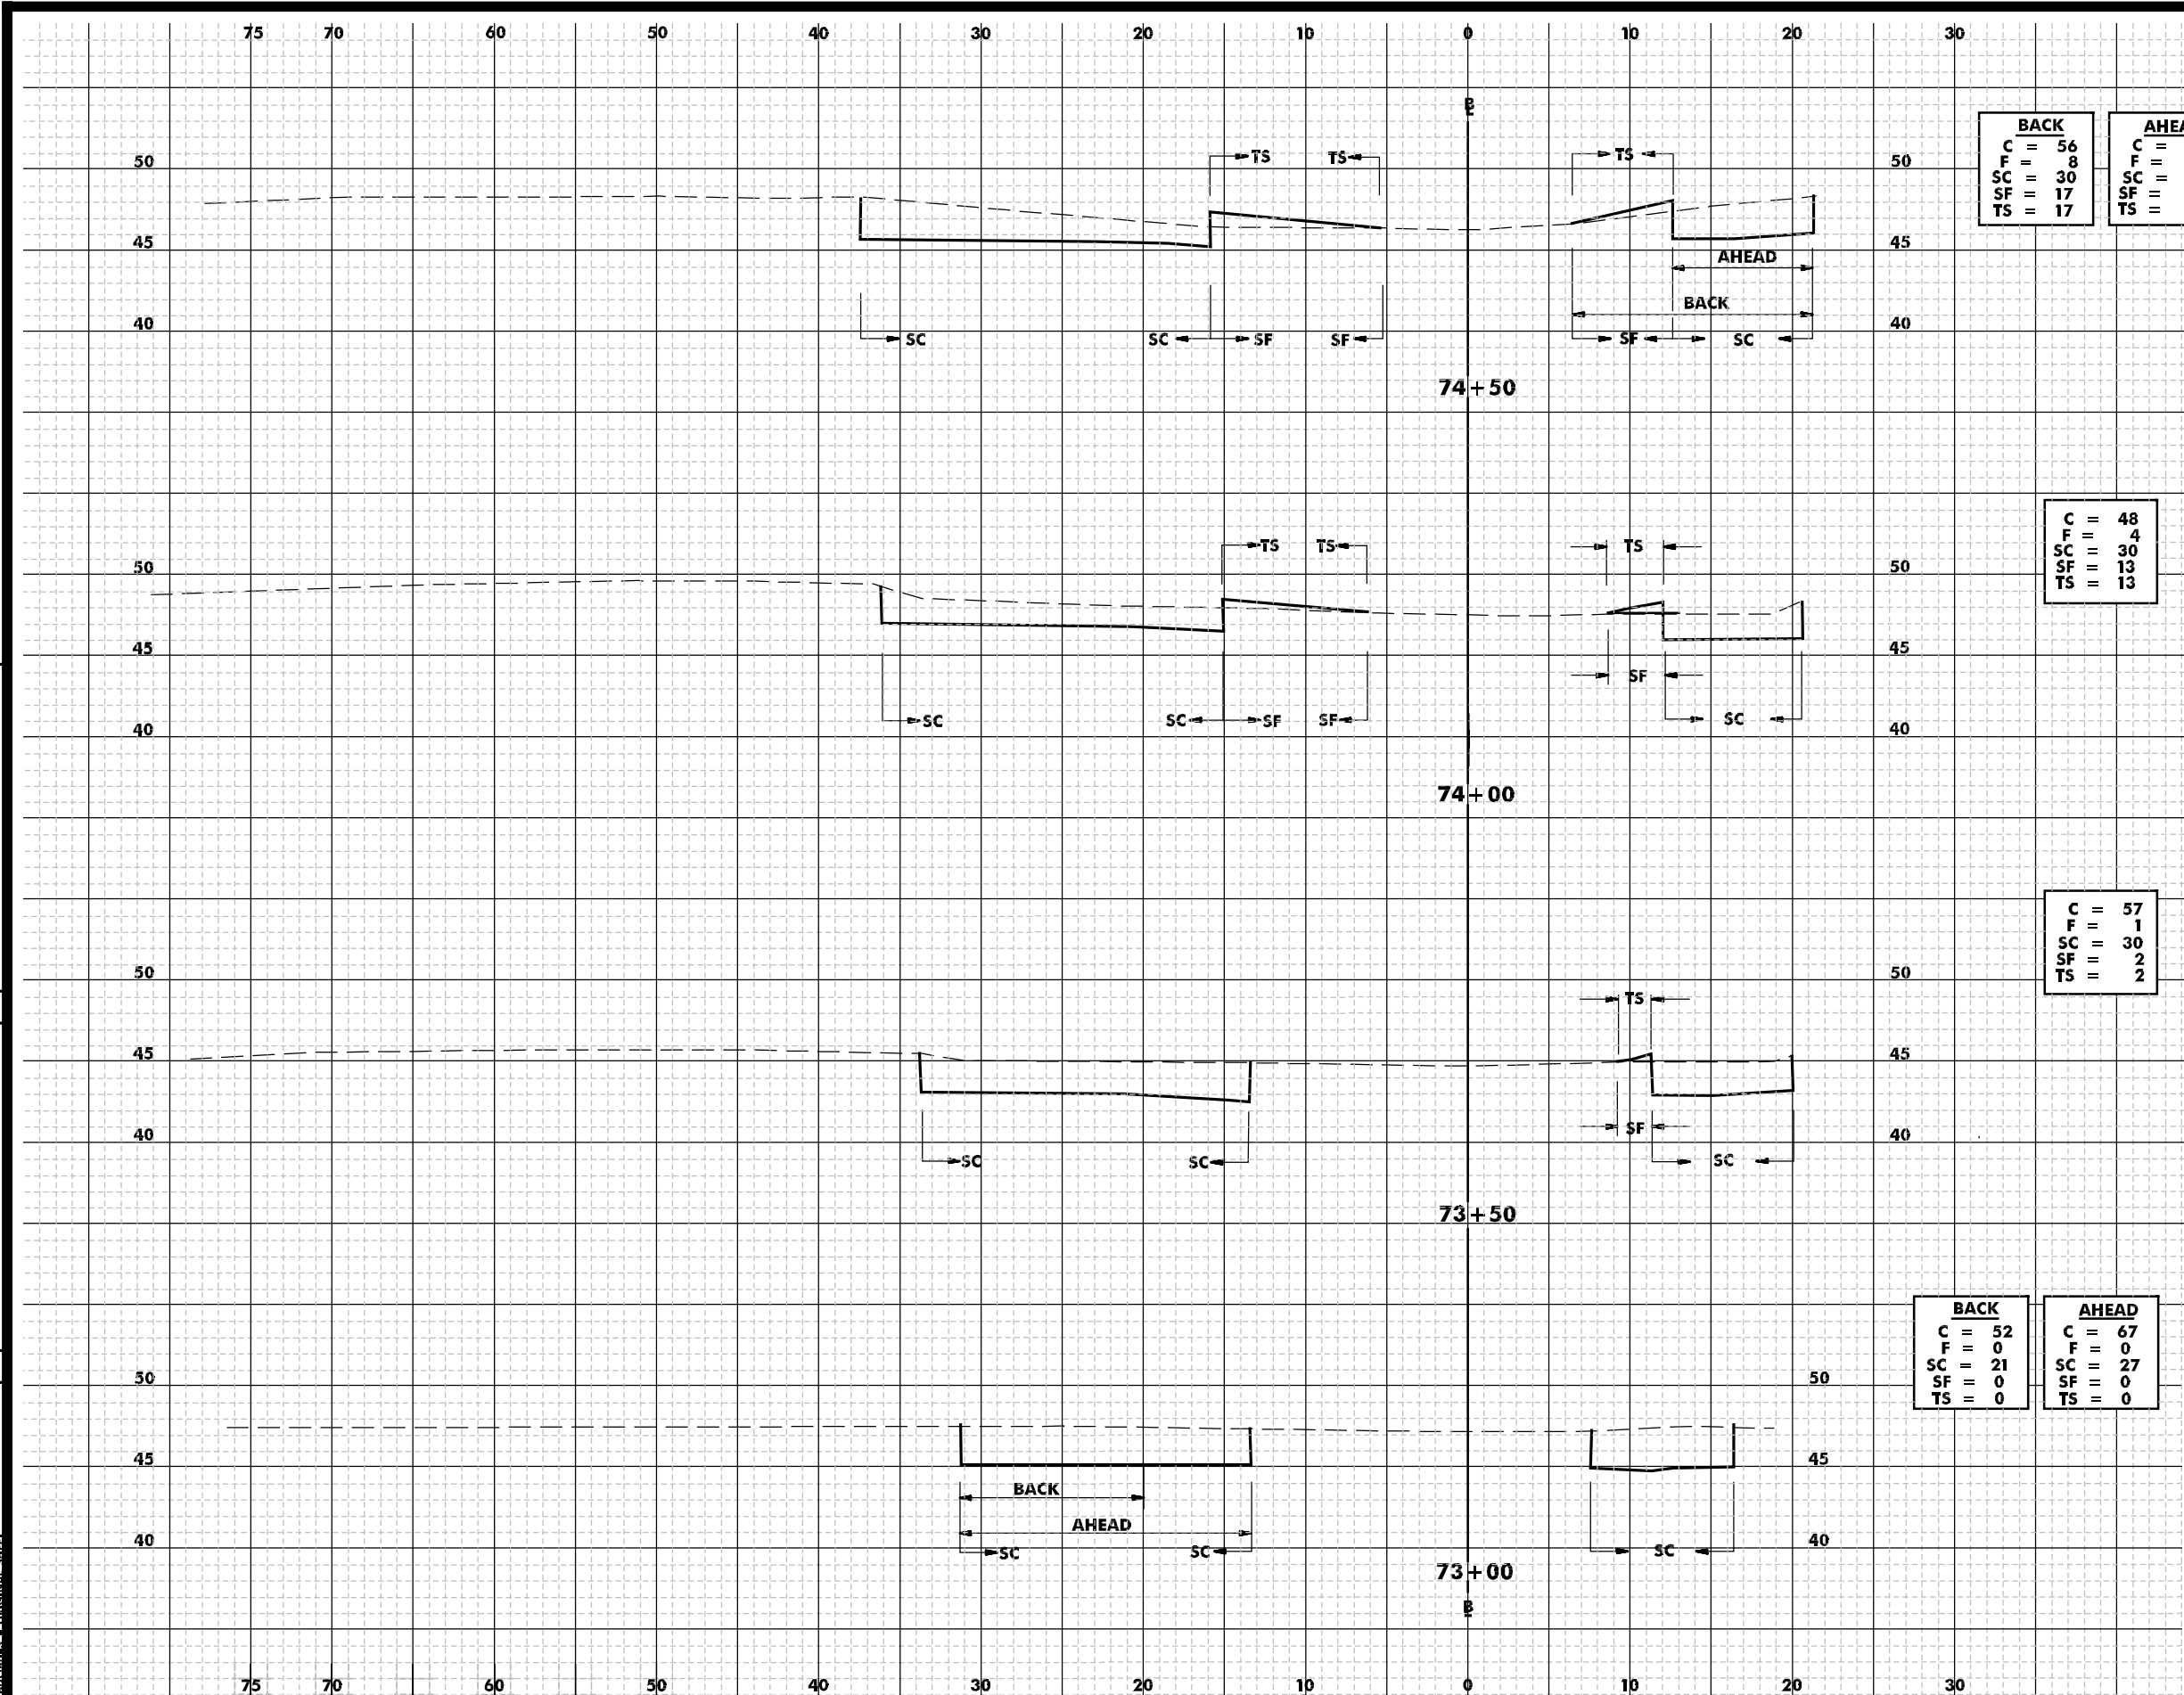 75 70 60 50 40 30 20 10 0 10 20 30
BACK
C = 56
F = 8
SC = 30
SF = 17
TS = 17
C =
F =
SC =
SF =
TS =
50 TS TS TS 50
45 45
AHEAD
BACK
40 40
SC SC SF SF SF SC
74+50
C = 48
F = 4
SC = 30
SF = 13
TS = 13
TS TS TS
50 50
45 45
SF
SC SC SF SF SC
40 40
74+00
C = 57
F = 1
SC = 30
SF = 2
TS = 2
50 50
TS
45 45
SF
40 40
SC SC SC
73+50
BACK
C = 52
F = 0
SC = 21
SF = 0
TS = 0
AHEAD
C = 67
F = 0
SC = 27
SF = 0
TS = 0
50 50
45 45
BACK
AHEAD
40 40
SC SC SC
73+00
75 70 60 50 40 30 20 10 0 10 20 30